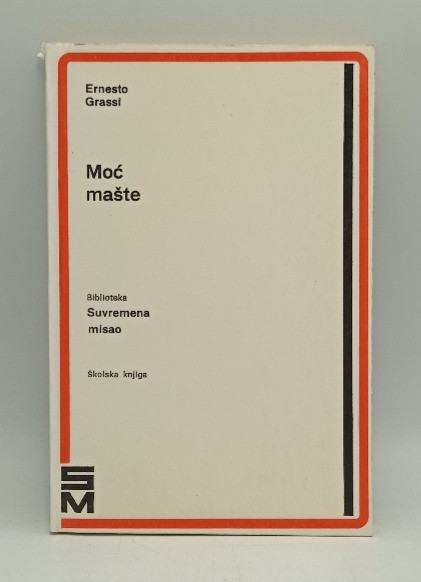 Ernesto
Grassi
Moć
mašte
Biblioteka
Suvremena
misao
Školska knjiga
SM